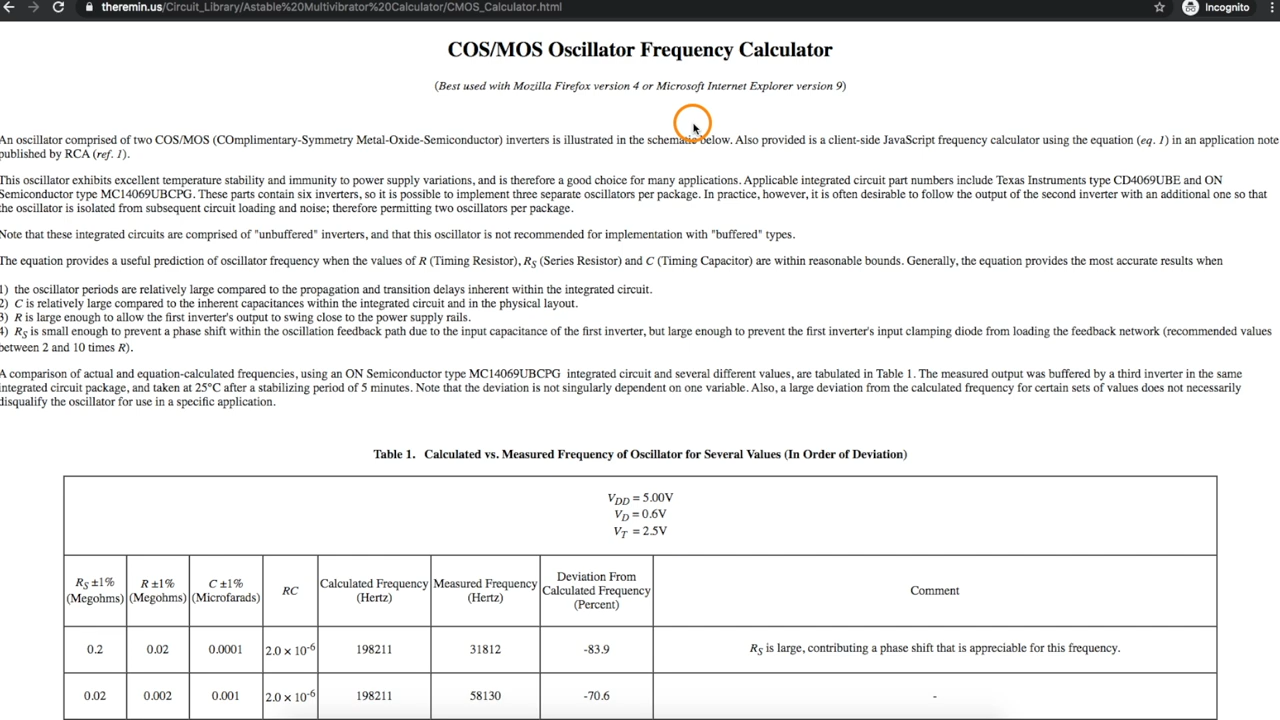 theremin.us/Circuit_Library/Astable%20Multivibrator%20Calculator/CMOS_Calculator.html
Incognito
COS/MOS Oscillator Frequency Calculator
(Best used with Mozilla Firefox version 4 or Microsoft Internet Explorer version 9)
An oscillator comprised of two COS/MOS (COmplimentary-Symmetry Metal-Oxide-Semiconductor) inverters is illustrated in the schematic below. Also provided is a client-side JavaScript frequency calculator using the equation (eq. 1) in an application note
published by RCA (ref. 1).
This oscillator exhibits excellent temperature stability and immunity to power supply variations, and is therefore a good choice for many applications. Applicable integrated circuit part numbers include Texas Instruments type CD4069UBE and ON
Semiconductor type MC14069UBCPG. These parts contain six inverters, so it is possible to implement three separate oscillators per package. In practice, however, it is often desirable to follow the output of the second inverter with an additional one so that
the oscillator is isolated from subsequent circuit loading and noise; therefore permitting two oscillators per package.
Note that these integrated circuits are comprised of "unbuffered" inverters, and that this oscillator is not recommended for implementation with "buffered" types.
The equation provides a useful prediction of oscillator frequency when the values of R (Timing Resistor), RS (Series Resistor) and C (Timing Capacitor) are within reasonable bounds. Generally, the equation provides the most accurate results when
1) the oscillator periods are relatively large compared to the propagation and transition delays inherent within the integrated circuit.
2) C is relatively large compared to the inherent capacitances within the integrated circuit and in the physical layout.
3) R is large enough to allow the first inverter's output to swing close to the power supply rails.
4) RS is small enough to prevent a phase shift within the oscillation feedback path due to the input capacitance of the first inverter, but large enough to prevent the first inverter's input clamping diode from loading the feedback network (recommended values
between 2 and 10 times R).
A comparison of actual and equation-calculated frequencies, using an ON Semiconductor type MC14069UBCPG integrated circuit and several different values, are tabulated in Table 1. The measured output was buffered by a third inverter in the same
integrated circuit package, and taken at 25°C after a stabilizing period of 5 minutes. Note that the deviation is not singularly dependent on one variable. Also, a large deviation from the calculated frequency for certain sets of values does not necessarily
disqualify the oscillator for use in a specific application.
Table 1. Calculated vs. Measured Frequency of Oscillator for Several Values (In Order of Deviation)
VDD = 5.00V
VD = 0.6V
VT = 2.5V
RS ±1% (Megohms) R ±1% (Megohms) C ±1% (Microfarads) RC Calculated Frequency (Hertz) Measured Frequency (Hertz) Deviation From Calculated Frequency (Percent) Comment
0.2 0.02 0.0001 2.0 × 10-6 198211 31812 -83.9 RS is large, contributing a phase shift that is appreciable for this frequency.
0.02 0.002 0.001 2.0 × 10-6 198211 58130 -70.6 -